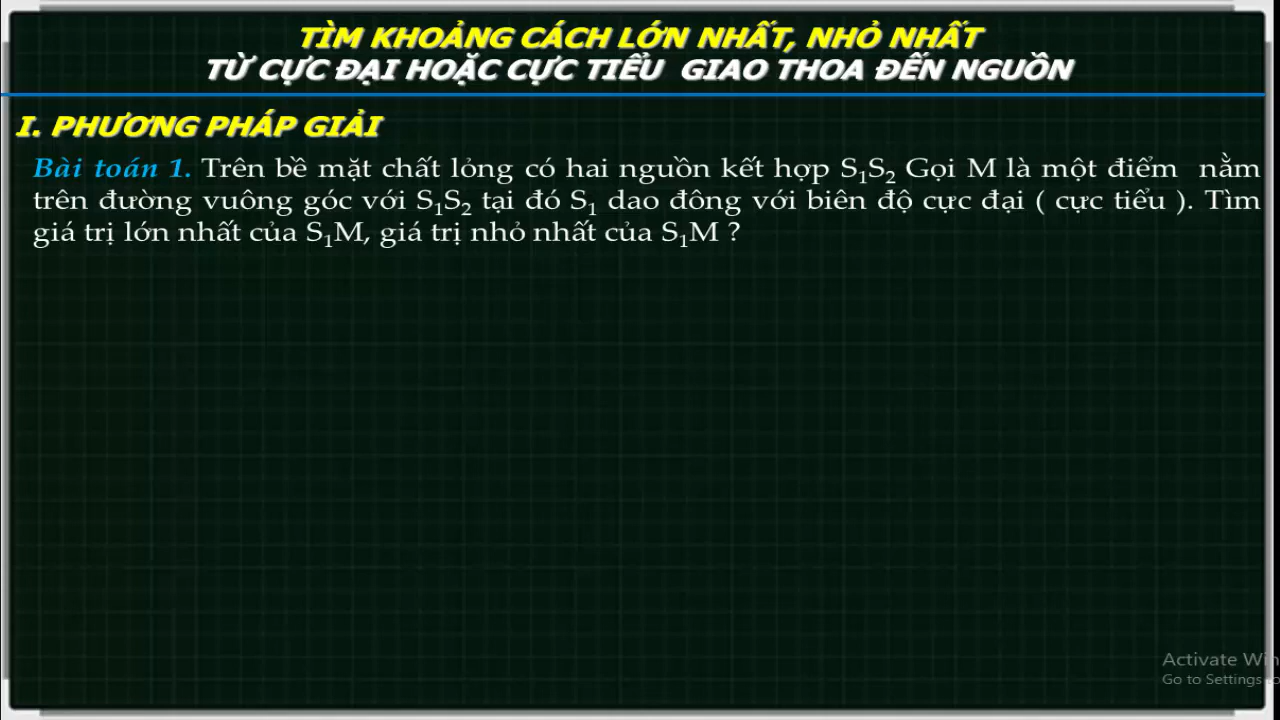 TÌM KHOẢNG CÁCH LỚN NHẤT, NHỎ NHẤT
TỪ CỰC ĐẠI HOẶC CỰC TIỂU GIAO THOA ĐẾN NGUỒN
I. PHƯƠNG PHÁP GIẢI
Bài toán 1. Trên bề mặt chất lỏng có hai nguồn kết hợp S₁S₂ Gọi M là một điểm nằm
trên đường vuông góc với S₁S₂ tại đó S₁ dao đông với biên độ cực đại ( cực tiểu ). Tìm
giá trị lớn nhất của S₁M, giá trị nhỏ nhất của S₁M ?
Activate Win
Go to Settings to